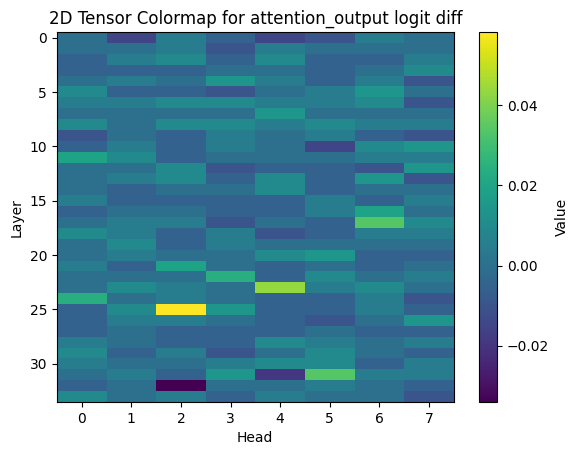 2D Tensor Colormap for attention_output logit diff
0
5
10
15
20
25
30
Layer
0 1 2 3 4 5 6 7
Head
0.04
0.02
0.00
−0.02
Value